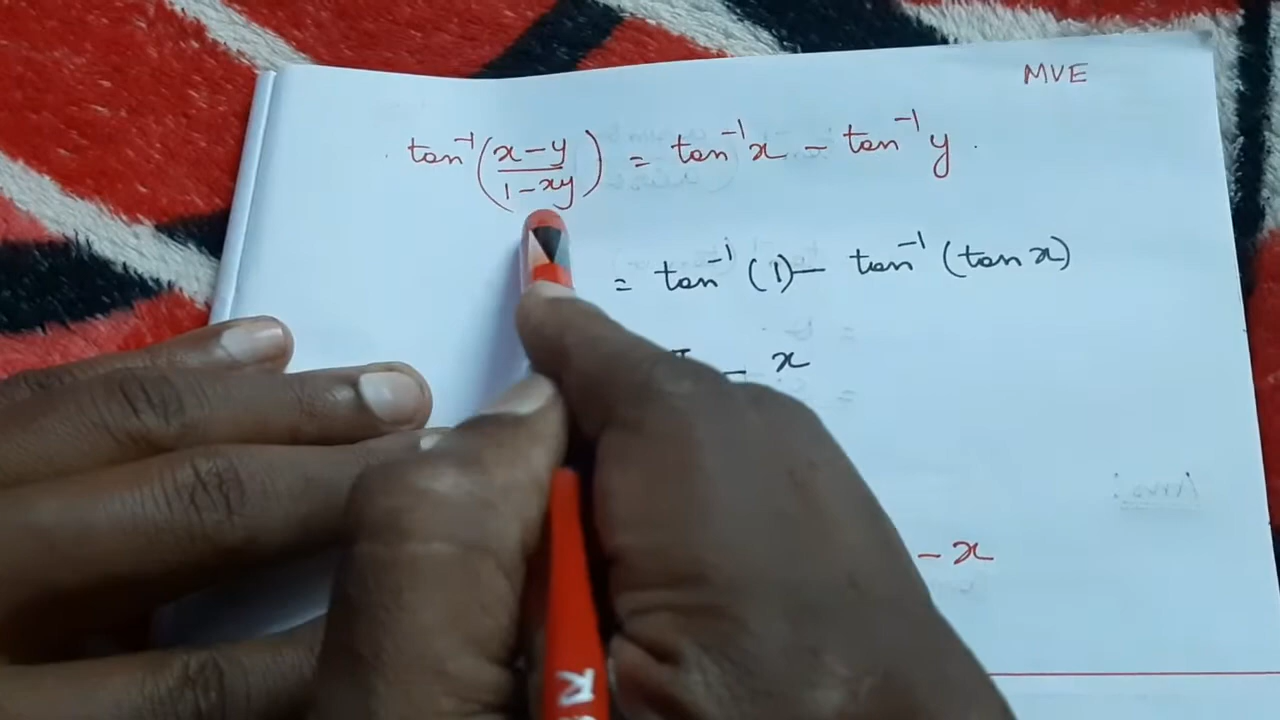 MVE
tan⁻¹(x-y/1-xy) = tan⁻¹x - tan⁻¹y.
= tan⁻¹(1) - tan⁻¹(tan x)
- x
- x